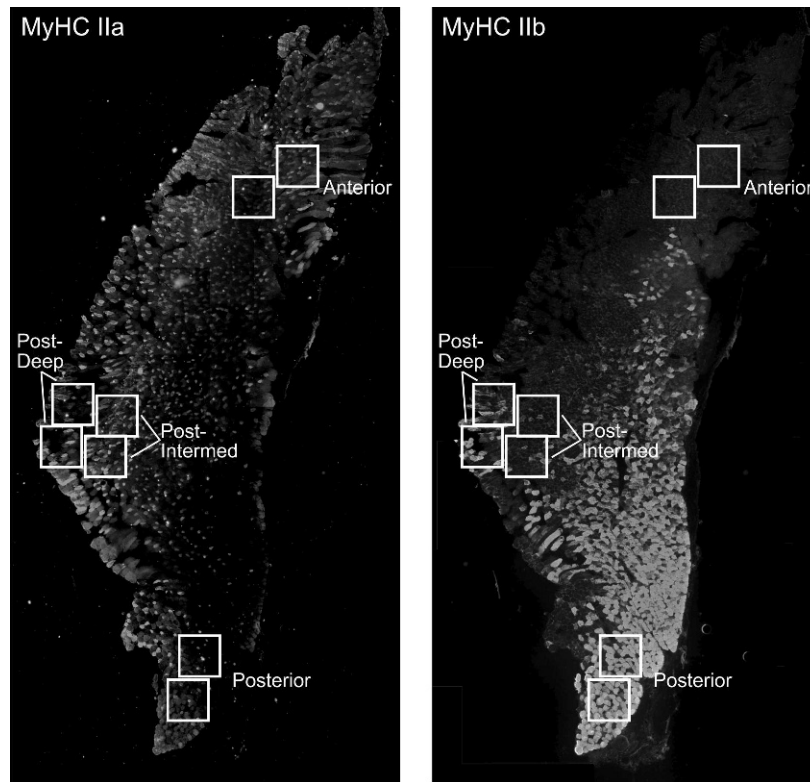 MyHC IIa
Anterior
Post-
Deep
Post-
Intermed
Posterior
MyHC IIb
Anterior
Post-
Deep
Post-
Intermed
Posterior